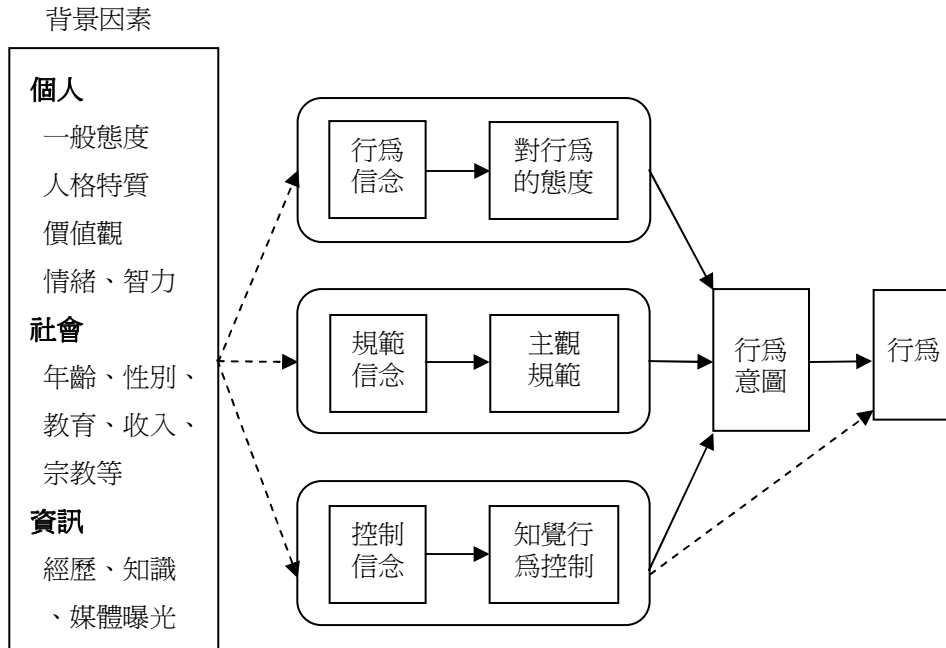 背景因素
個人
一般態度
人格特質
價值觀
情緒、智力
社會
年齡、性別、
教育、收入、
宗教等
資訊
經歷、知識
、媒體曝光
行爲
信念
對行爲
的態度
規範
信念
主觀
規範
控制
信念
知覺行
爲控制
行爲
意圖
行爲